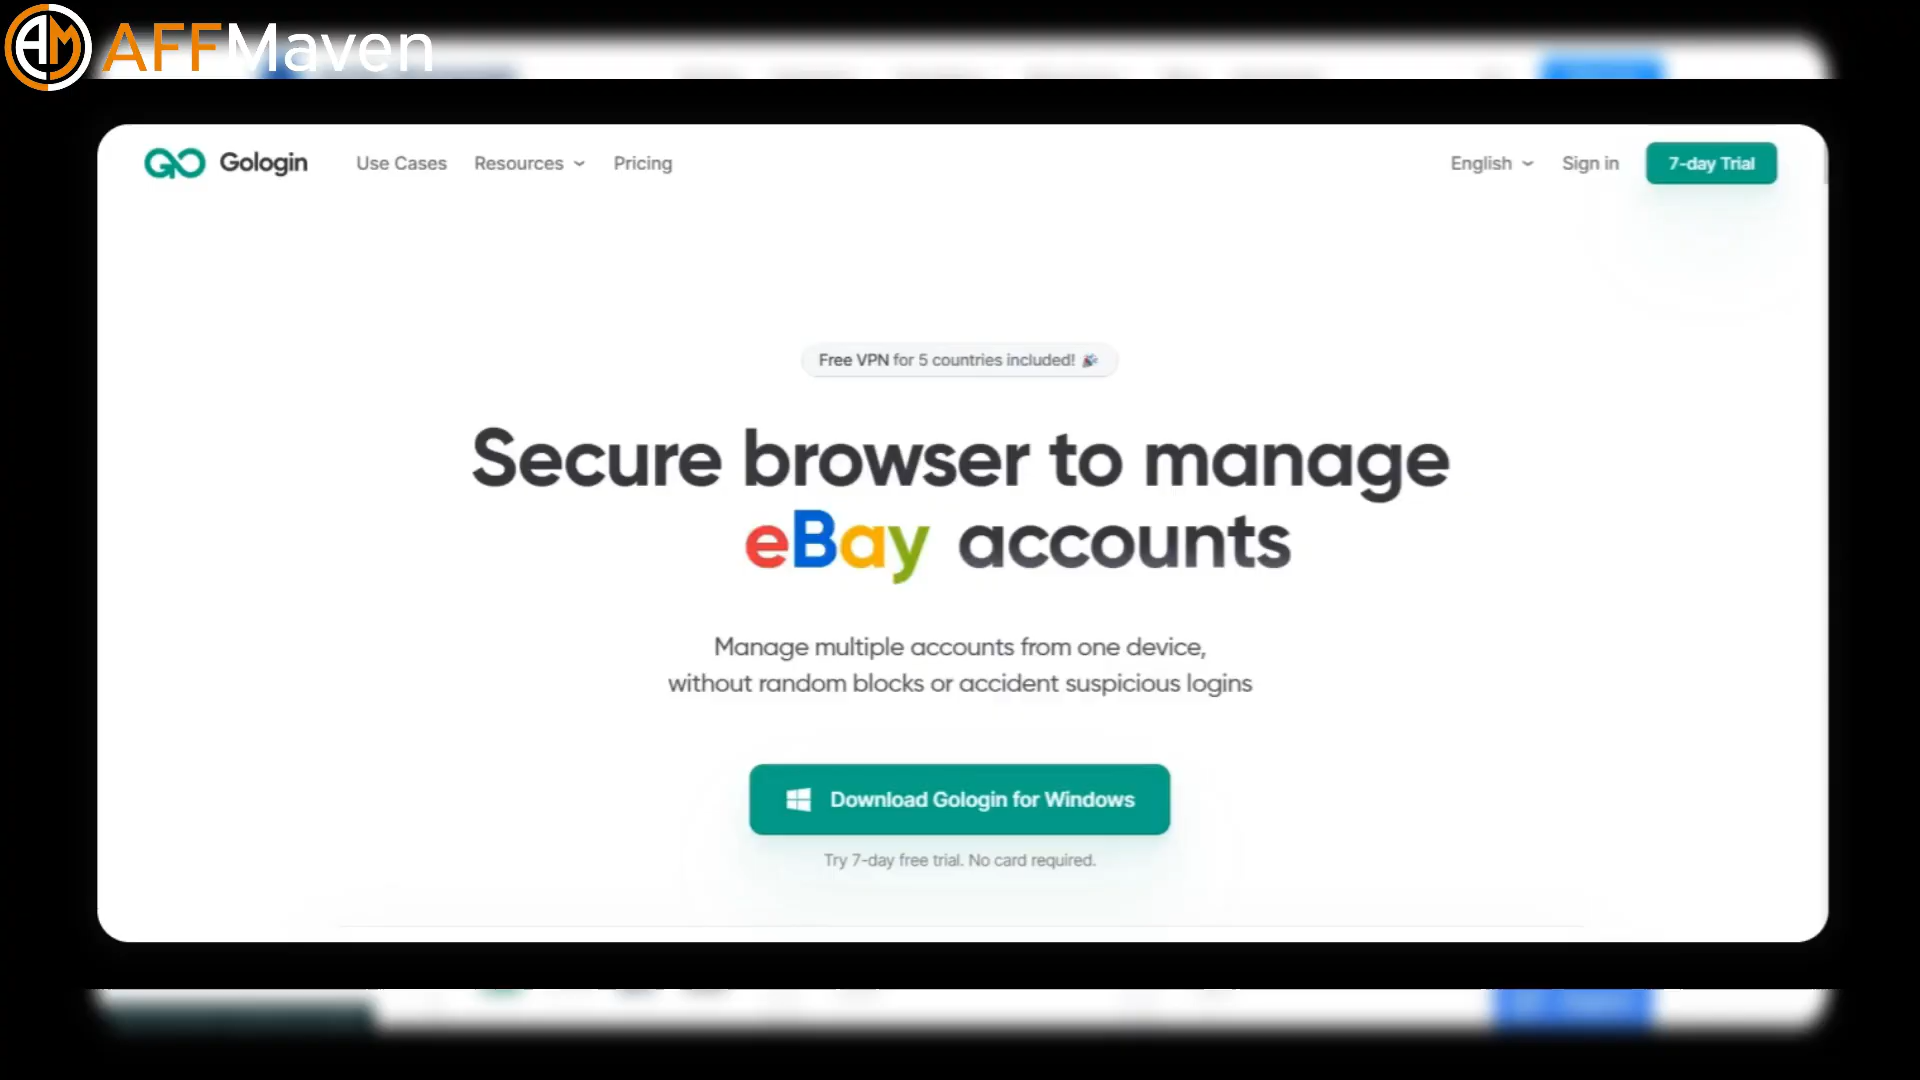 AFFMaven
Gologin Use Cases Resources Pricing English Sign in 7-day Trial
Free VPN for 5 countries included! 🎉
Secure browser to manage
eBay accounts
Manage multiple accounts from one device,
without random blocks or accident suspicious logins
Download Gologin for Windows
Try 7-day free trial. No card required.